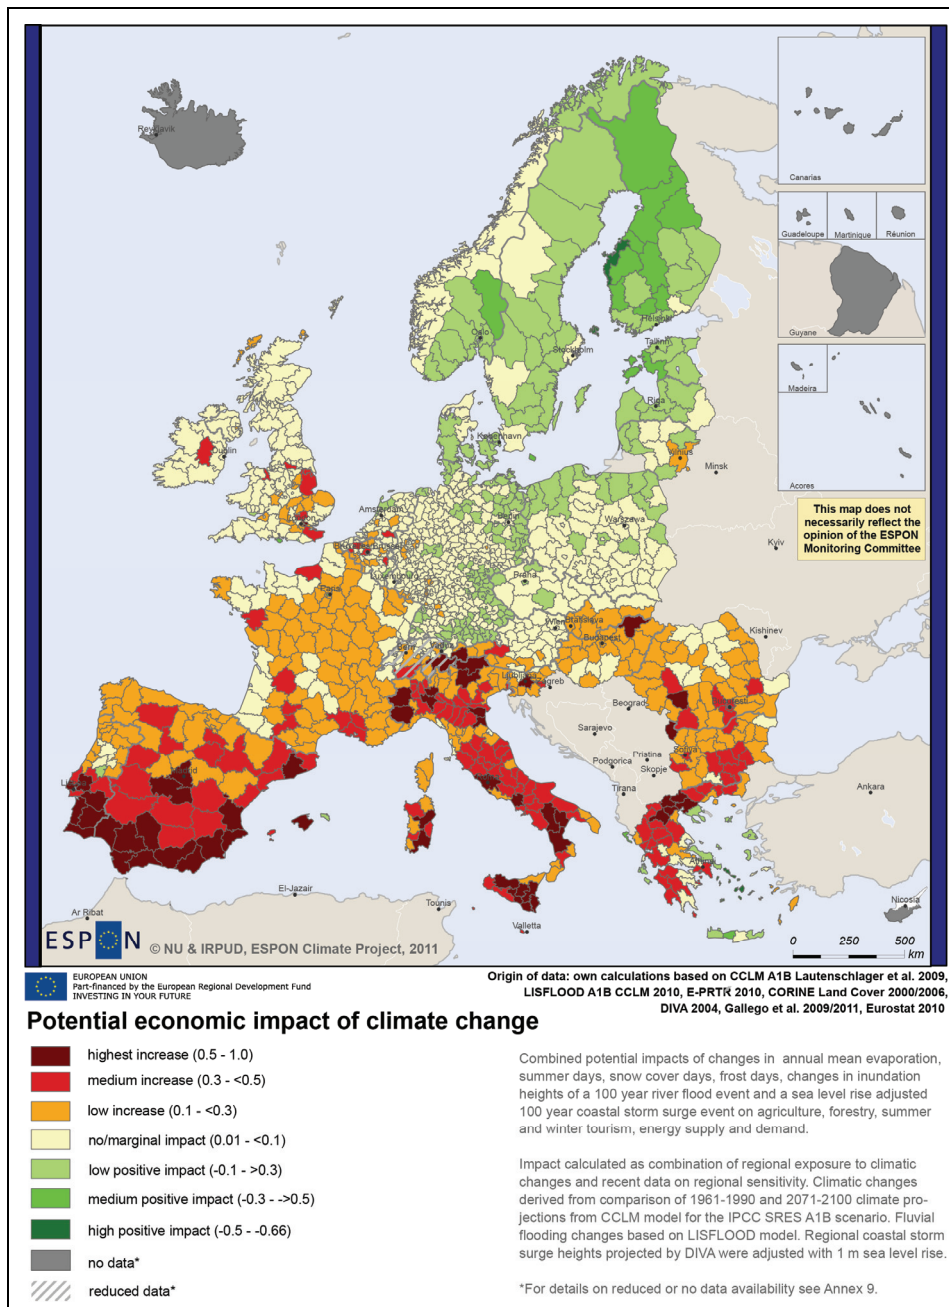 Reykjavik
Canarias
Guadeloupe
Martinique
Réunion
Guyane
Madeira
Acores
Helsinki
Oslo
Tallinn
Stockholm
Riga
København
Dublin
Vilnius
Minsk
This map does not
necessarily reflect the
opinion of the ESPON
Monitoring Committee
London
Amsterdam
Berlin
Warszawa
Kyiv
Luxembourg
Praha
Paris
Wien
Bratislava
Budapest
Kishinev
Bern
Vaduz
Ljubljana
Zagreb
Beograd
Bucuresti
Sarajevo
Pristina
Sofiya
Podgorica
Skopje
Tirana
Madrid
Ankara
Athina
El-Jazair
Tounis
Nicosia
Ar Ribat
Valletta
ESPON
© NU & IRPUD, ESPON Climate Project, 2011
0 250 500
km
EUROPEAN UNION
Part-financed by the European Regional Development Fund
INVESTING IN YOUR FUTURE
Origin of data: own calculations based on CCLM A1B Lautenschlager et al. 2009,
LISFLOOD A1B CCLM 2010, E-PRTR 2010, CORINE Land Cover 2000/2006,
DIVA 2004, Gallego et al. 2009/2011, Eurostat 2010
Potential economic impact of climate change
highest increase (0.5 - 1.0)
medium increase (0.3 - <0.5)
low increase (0.1 - <0.3)
no/marginal impact (0.01 - <0.1)
low positive impact (-0.1 - >0.3)
medium positive impact (-0.3 - ->0.5)
high positive impact (-0.5 - -0.66)
no data*
reduced data*
Combined potential impacts of changes in annual mean evaporation,
summer days, snow cover days, frost days, changes in inundation
heights of a 100 year river flood event and a sea level rise adjusted
100 year coastal storm surge event on agriculture, forestry, summer
and winter tourism, energy supply and demand.
Impact calculated as combination of regional exposure to climatic
changes and recent data on regional sensitivity. Climatic changes
derived from comparison of 1961-1990 and 2071-2100 climate pro-
jections from CCLM model for the IPCC SRES A1B scenario. Fluvial
flooding changes based on LISFLOOD model. Regional coastal storm
surge heights projected by DIVA were adjusted with 1 m sea level rise.
*For details on reduced or no data availability see Annex 9.